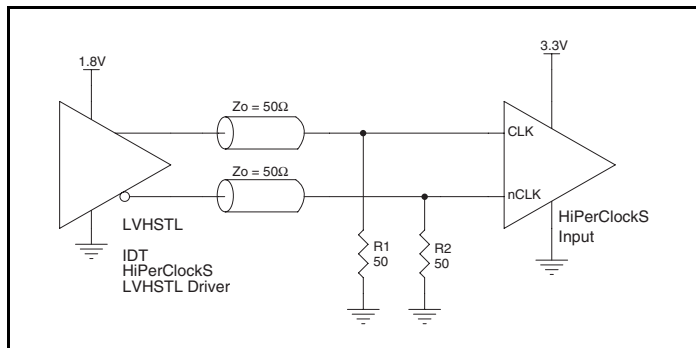 1.8V
3.3V
Zo = 50Ω
CLK
Zo = 50Ω
nCLK
LVHSTL
IDT
HiPerClockS
LVHSTL Driver
R1
50
R2
50
HiPerClockS
Input